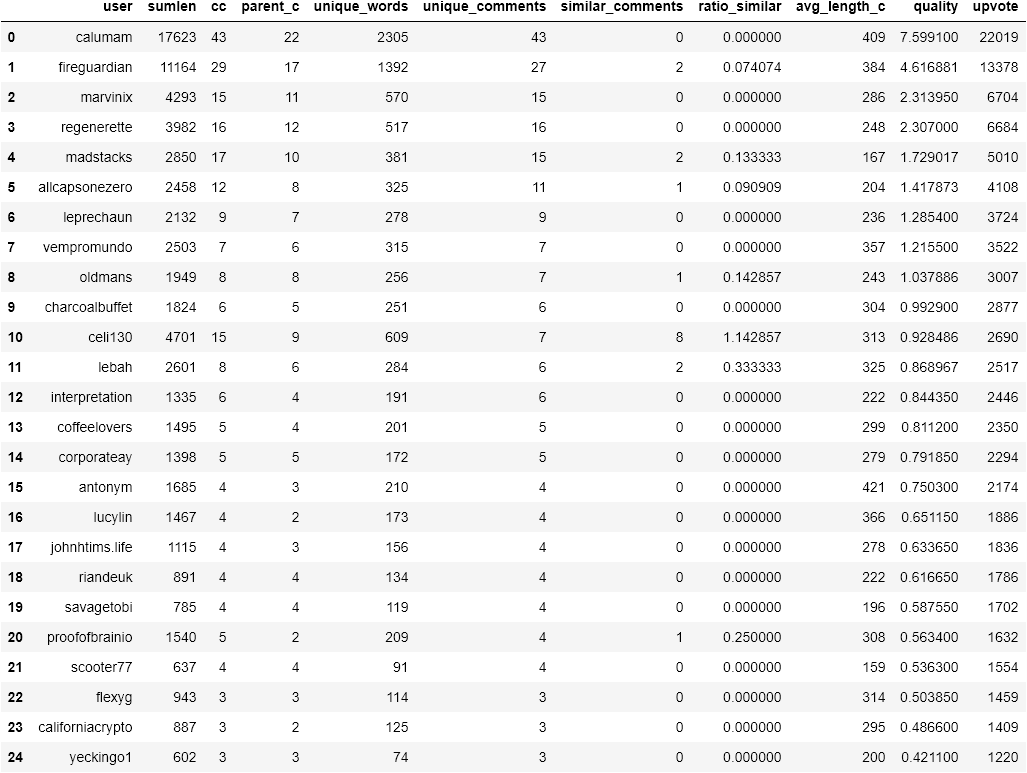 user sumlen cc parent_c unique_words unique_comments similar_comments ratio_similar avg_length_c quality upvote
0 calumam 17623 43 22 2305 43 0 0.000000 409 7.599100 22019
1 fireguardian 11164 29 17 1392 27 2 0.074074 384 4.616881 13378
2 marvinix 4293 15 11 570 15 0 0.000000 286 2.313950 6704
3 regenerette 3982 16 12 517 16 0 0.000000 248 2.307000 6684
4 madstacks 2850 17 10 381 15 2 0.133333 167 1.729017 5010
5 allcapsonezero 2458 12 8 325 11 1 0.090909 204 1.417873 4108
6 leprechaun 2132 9 7 278 9 0 0.000000 236 1.285400 3724
7 vempromundo 2503 7 6 315 7 0 0.000000 357 1.215500 3522
8 oldmans 1949 8 8 256 7 1 0.142857 243 1.037886 3007
9 charcoalbuffet 1824 6 5 251 6 0 0.000000 304 0.992900 2877
10 celi130 4701 15 9 609 7 8 1.142857 313 0.928486 2690
11 lebah 2601 8 6 284 6 2 0.333333 325 0.868967 2517
12 interpretation 1335 6 4 191 6 0 0.000000 222 0.844350 2446
13 coffeelovers 1495 5 4 201 5 0 0.000000 299 0.811200 2350
14 corporateay 1398 5 5 172 5 0 0.000000 279 0.791850 2294
15 antonym 1685 4 3 210 4 0 0.000000 421 0.750300 2174
16 lucylin 1467 4 2 173 4 0 0.000000 366 0.651150 1886
17 johnhtims.life 1115 4 3 156 4 0 0.000000 278 0.633650 1836
18 riandeuk 891 4 4 134 4 0 0.000000 222 0.616650 1786
19 savagetobi 785 4 4 119 4 0 0.000000 196 0.587550 1702
20 proofofbrainio 1540 5 2 209 4 1 0.250000 308 0.563400 1632
21 scooter77 637 4 4 91 4 0 0.000000 159 0.536300 1554
22 flexyg 943 3 3 114 3 0 0.000000 314 0.503850 1459
23 californiacrypto 887 3 2 125 3 0 0.000000 295 0.486600 1409
24 yeckingo1 602 3 3 74 3 0 0.000000 200 0.421100 1220